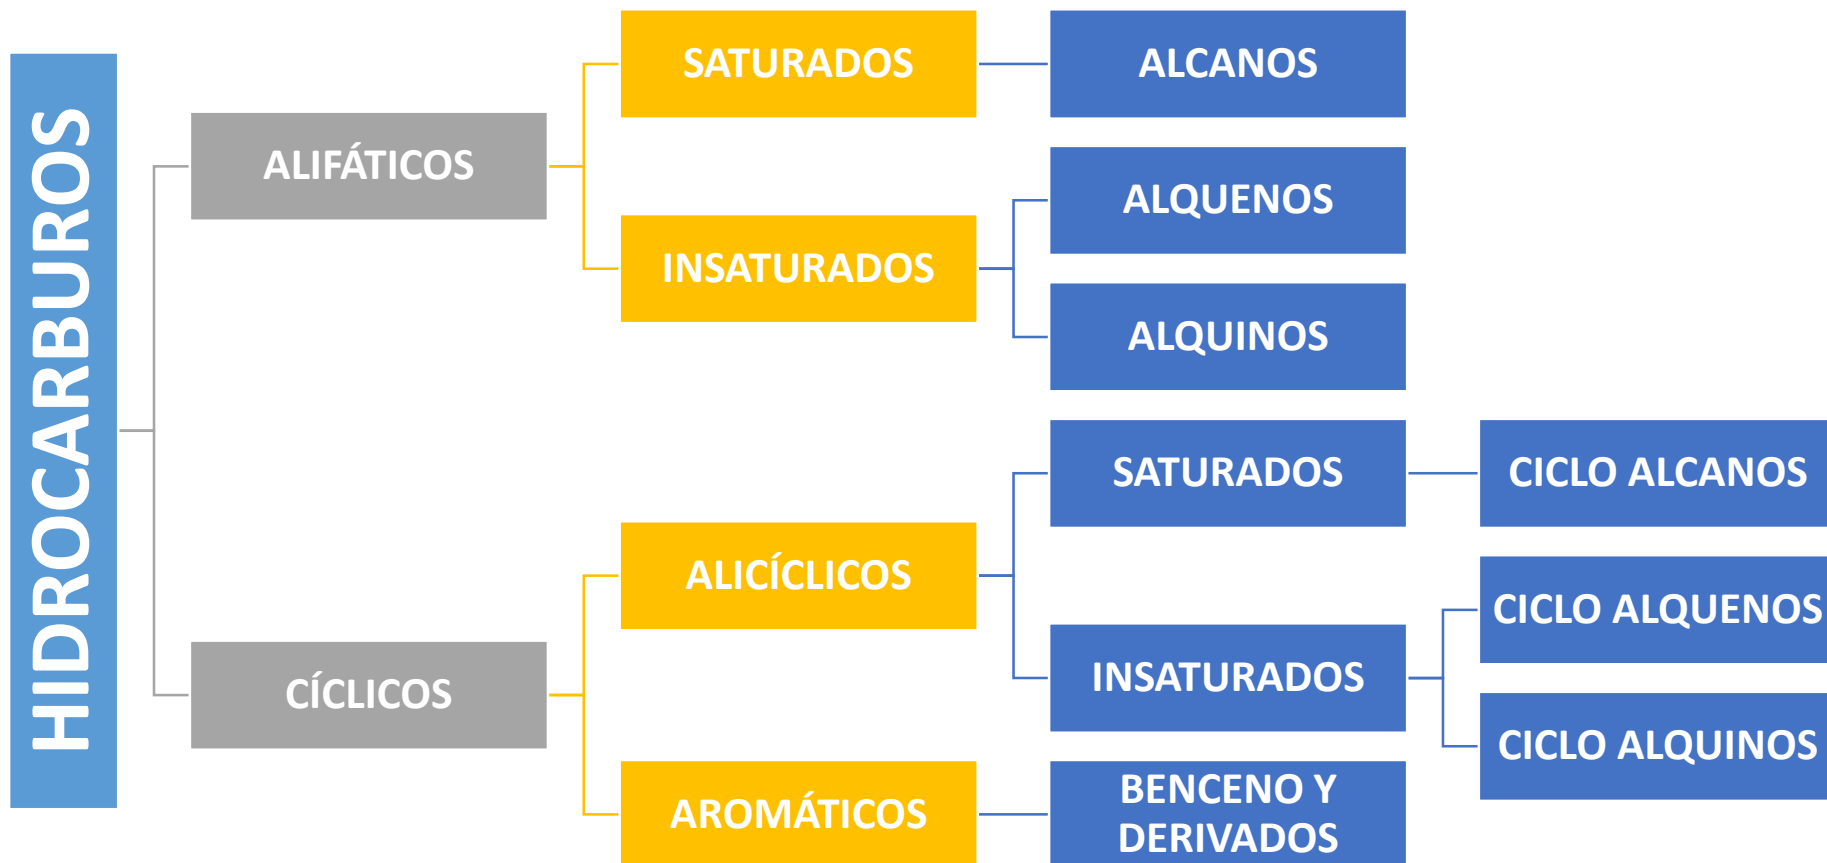 HIDROCARBUROS
ALIFÁTICOS
SATURADOS
ALCANOS
INSATURADOS
ALQUENOS
ALQUINOS
CÍCLICOS
ALICÍCLICOS
SATURADOS
CICLO ALCANOS
INSATURADOS
CICLO ALQUENOS
CICLO ALQUINOS
AROMÁTICOS
BENCENO Y
DERIVADOS